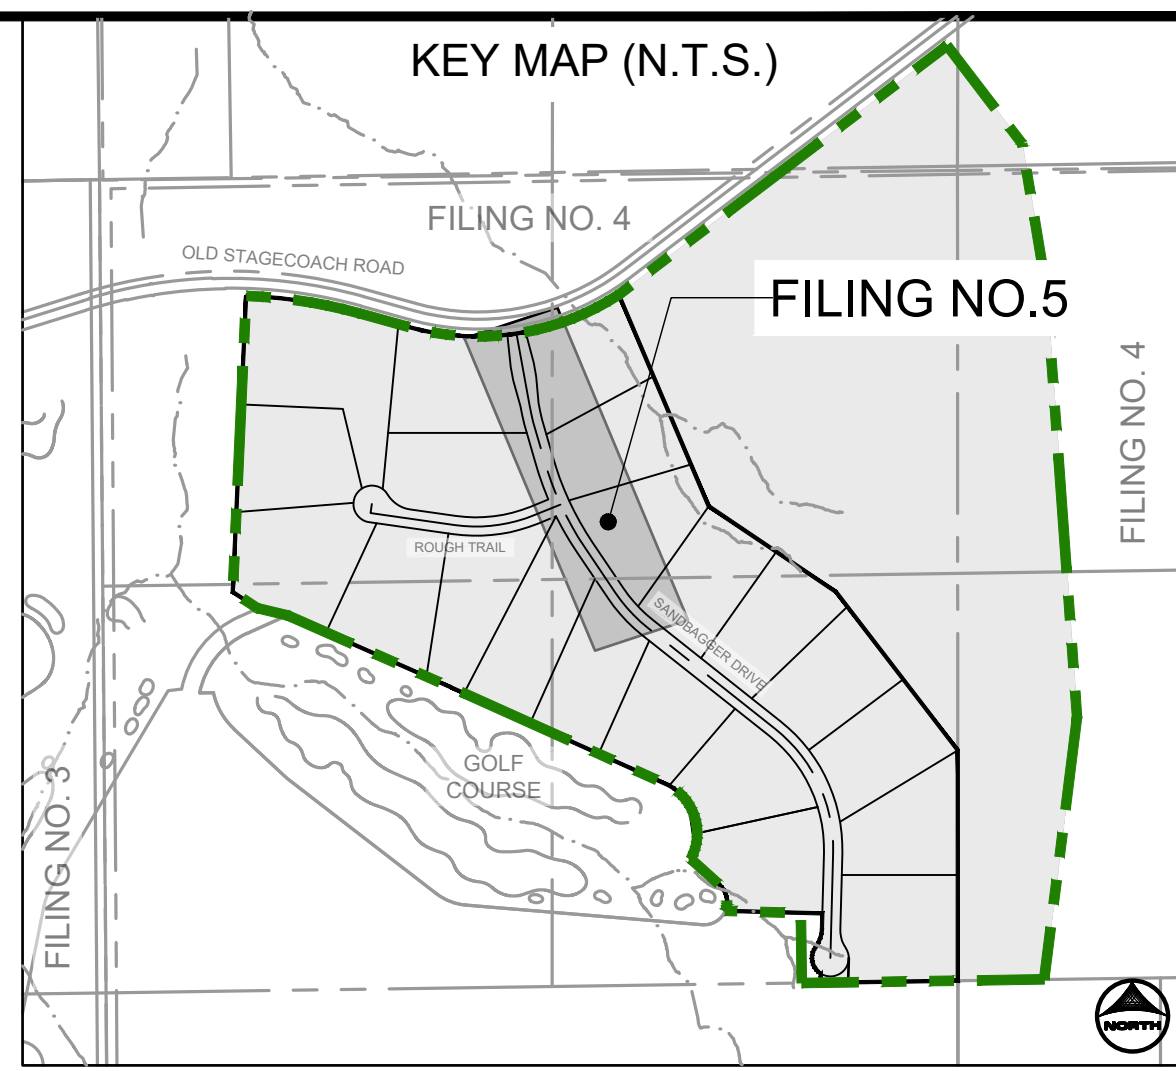 KEY MAP (N.T.S.)
FILING NO. 4
OLD STAGECOACH ROAD
FILING NO.5
FILING NO. 4
ROUGH TRAIL
SANDBAGGER DRIVE
GOLF
COURSE
FILING NO. 3
NORTH